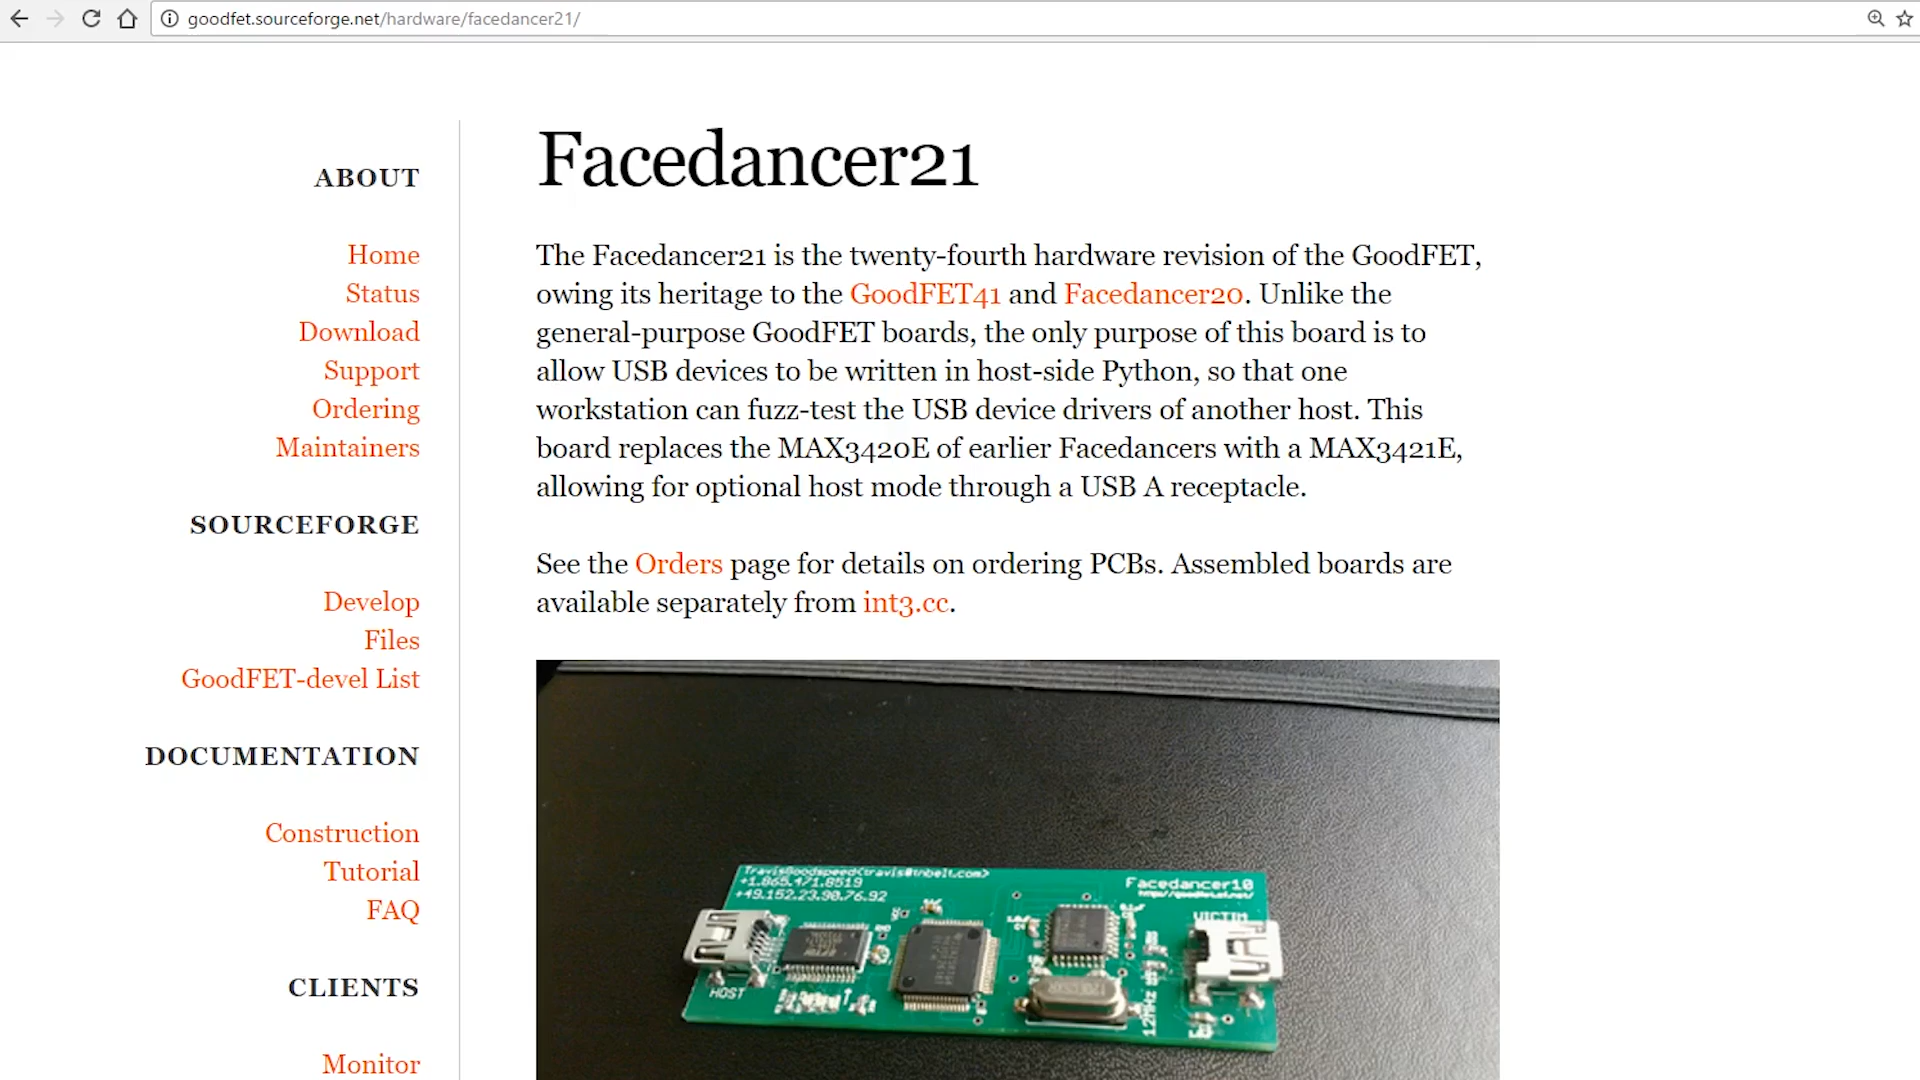 goodfet.sourceforge.net/hardware/facedancer21/
ABOUT
Home
Status
Download
Support
Ordering
Maintainers
SOURCEFORGE
Develop
Files
GoodFET-devel List
DOCUMENTATION
Construction
Tutorial
FAQ
CLIENTS
Monitor
Facedancer21
The Facedancer21 is the twenty-fourth hardware revision of the GoodFET,
owing its heritage to the GoodFET41 and Facedancer20. Unlike the
general-purpose GoodFET boards, the only purpose of this board is to
allow USB devices to be written in host-side Python, so that one
workstation can fuzz-test the USB device drivers of another host. This
board replaces the MAX3420E of earlier Facedancers with a MAX3421E,
allowing for optional host mode through a USB A receptacle.
See the Orders page for details on ordering PCBs. Assembled boards are
available separately from int3.cc.
TravisGoodspeed<travis@tnbelt.com>
+1.865.471.8519
+49.152.23.90.76.92
Facedancer10
VICTIM
HOST
12MHz